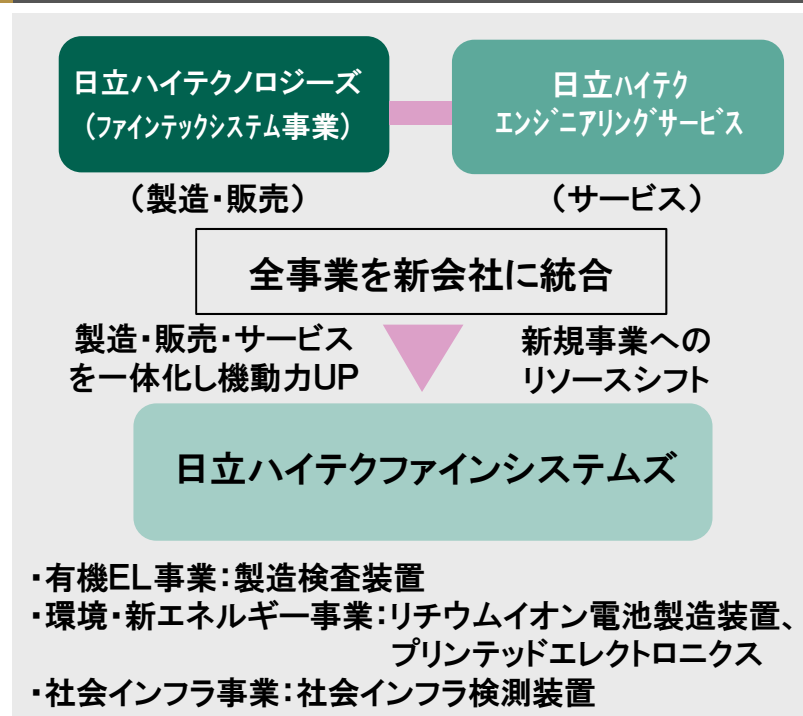 日立ハイテクノロジーズ
（ﾌｧｲﾝﾃｯｸｼｽﾃﾑ事業）
日立ﾊｲﾃｸ
ｴﾝｼﾞﾆｱﾘﾝｸﾞｻｰﾋﾞｽ
（製造・販売）
（サービス）
全事業を新会社に統合
製造・販売・サービス
を一体化し機動力UP
新規事業への
リソースシフト
日立ハイテクファインシステムズ
・有機EL事業：製造検査装置
・環境・新エネルギー事業：リチウムイオン電池製造装置、
プリンテッドエレクトロニクス
・社会インフラ事業：社会インフラ検測装置